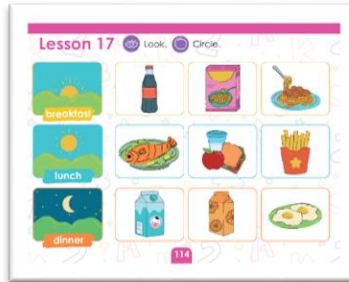 Lesson 17 Look. Circle.
breakfast
lunch
dinner
114